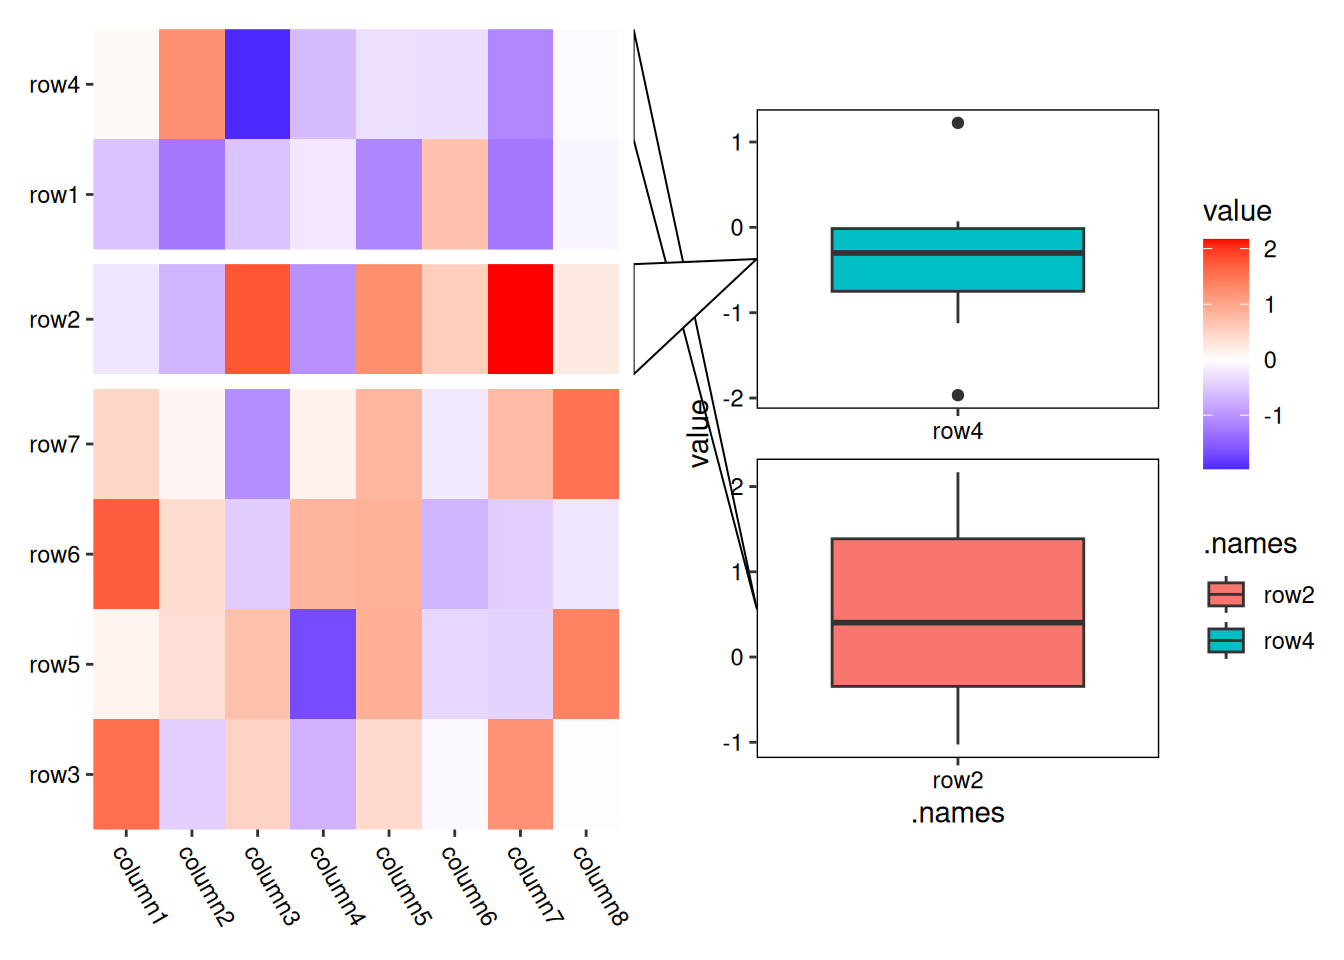 row4
row1
row2
row7
row6
row5
row3
column1
column2
column3
column4
column5
column6
column7
column8
value
1
0
-1
-2
row4
2
1
0
-1
row2
.names
value
2
1
0
-1
.names
row2
row4